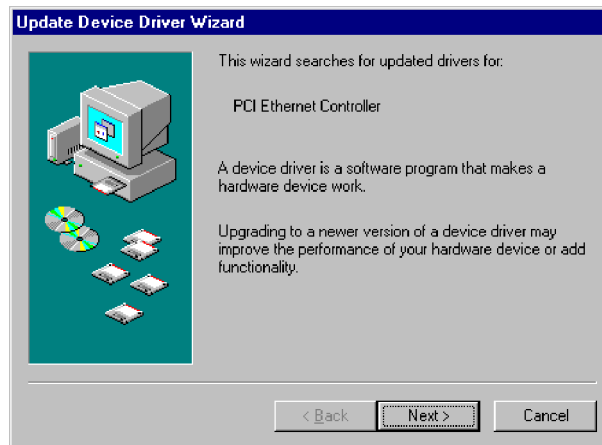 Update Device Driver Wizard
This wizard searches for updated drivers for:
PCI Ethernet Controller
A device driver is a software program that makes a
hardware device work.
Upgrading to a newer version of a device driver may
improve the performance of your hardware device or add
functionality.
< Back
Next >
Cancel